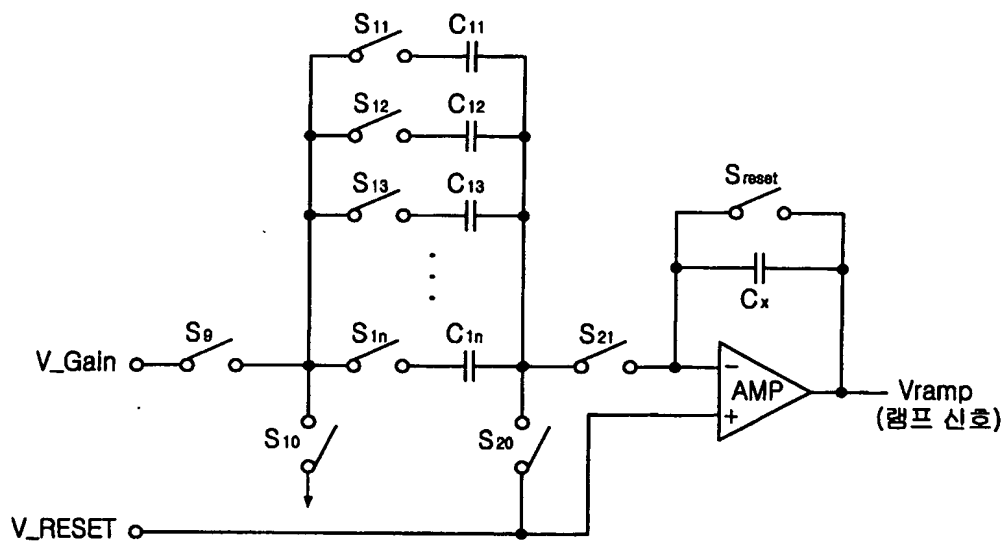 S11 C11
S12 C12
S13 C13
Sreset
Cx
V_Gain S9 S1n C1n S21
AMP
Vramp
(램프 신호)
S10 S20
V_RESET